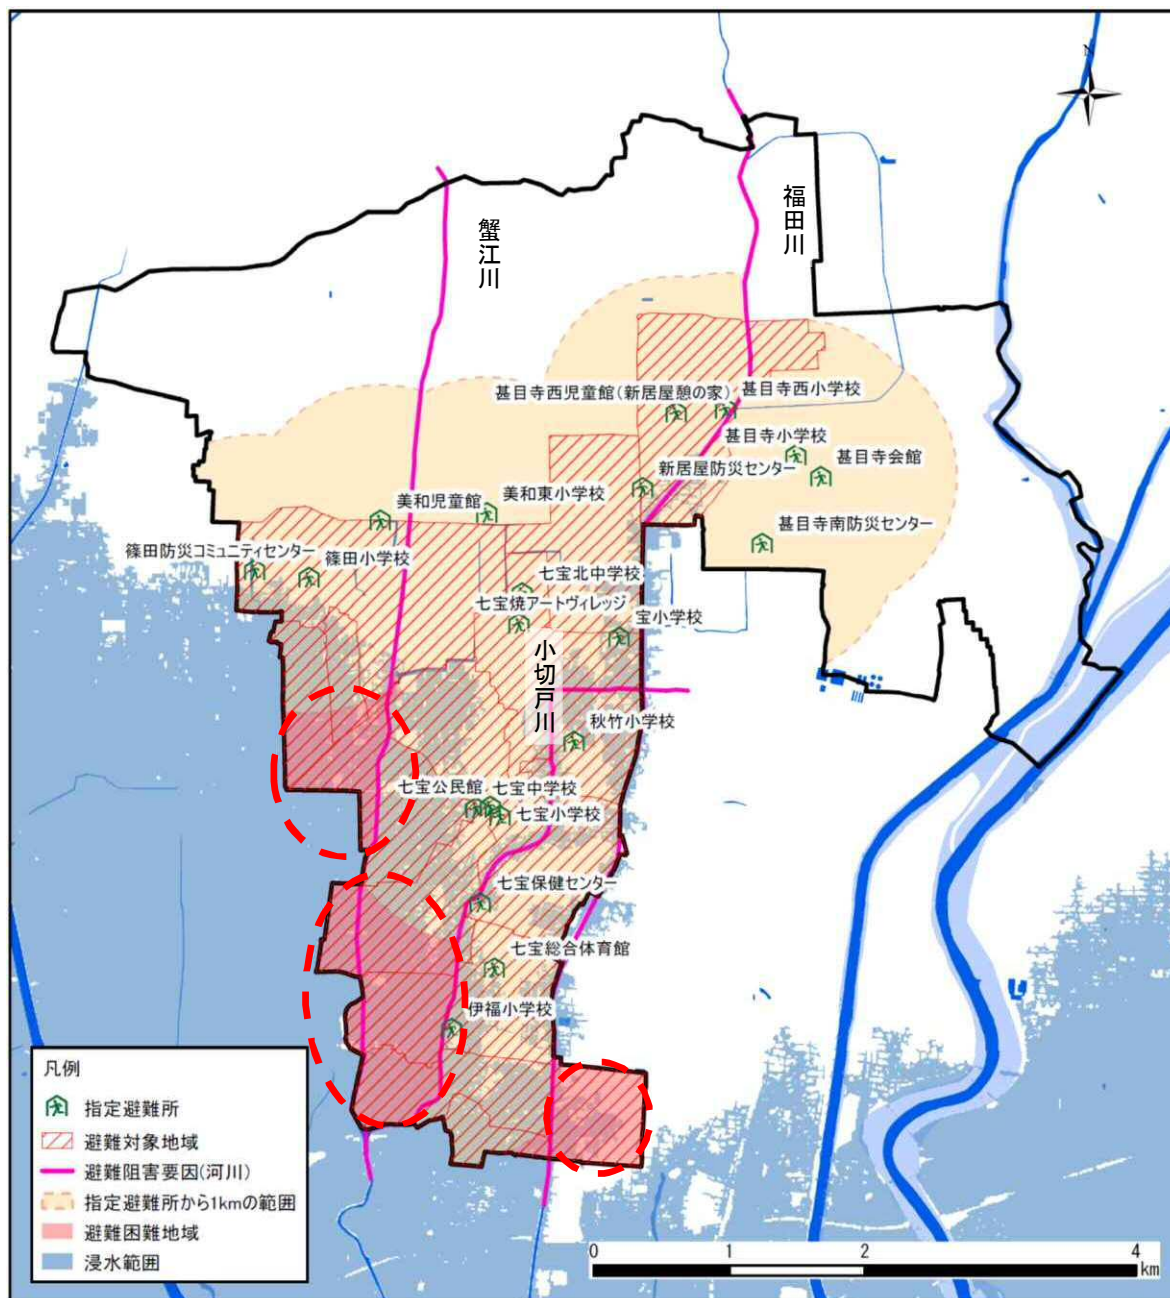 N
福田川
蟹江川
甚目寺西児童館(新居屋憩の家)
甚目寺西小学校
甚目寺小学校
甚目寺会館
新居屋防災センター
美和東小学校
美和児童館
甚目寺南防災センター
篠田防災コミュニティセンター
篠田小学校
七宝北中学校
七宝焼アートヴィレッジ
宝小学校
小切戸川
秋竹小学校
七宝公民館
七宝中学校
七宝小学校
七宝保健センター
七宝総合体育館
伊福小学校
凡例
指定避難所
避難対象地域
避難阻害要因(河川)
指定避難所から1kmの範囲
避難困難地域
浸水範囲
0 1 2 4
km